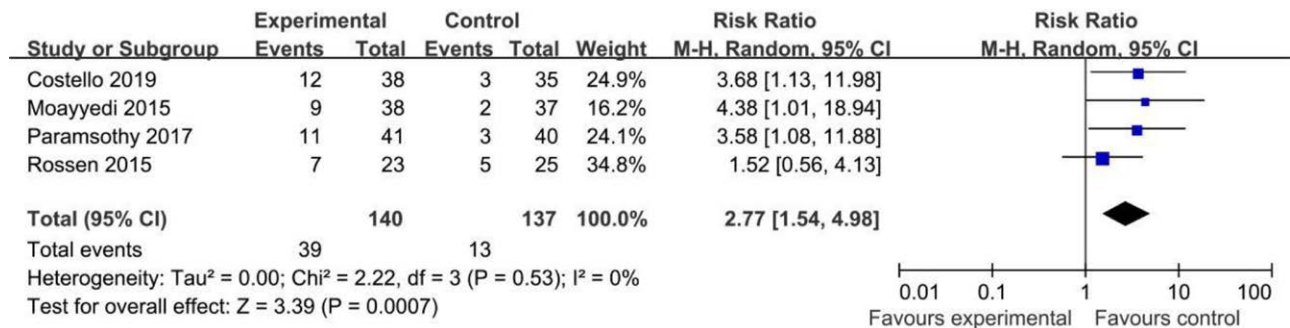 Experimental Control Risk Ratio Risk Ratio
Study or Subgroup Events Total Events Total Weight M-H, Random, 95% CI M-H, Random, 95% CI
Costello 2019 12 38 3 35 24.9% 3.68 [1.13, 11.98]
Moayyedi 2015 9 38 2 37 16.2% 4.38 [1.01, 18.94]
Paramsothy 2017 11 41 3 40 24.1% 3.58 [1.08, 11.88]
Rossen 2015 7 23 5 25 34.8% 1.52 [0.56, 4.13]
Total (95% CI) 140 137 100.0% 2.77 [1.54, 4.98]
Total events 39 13
Heterogeneity: Tau² = 0.00; Chi² = 2.22, df = 3 (P = 0.53); I² = 0%
Test for overall effect: Z = 3.39 (P = 0.0007)
0.01 0.1 1 10 100
Favours experimental Favours control